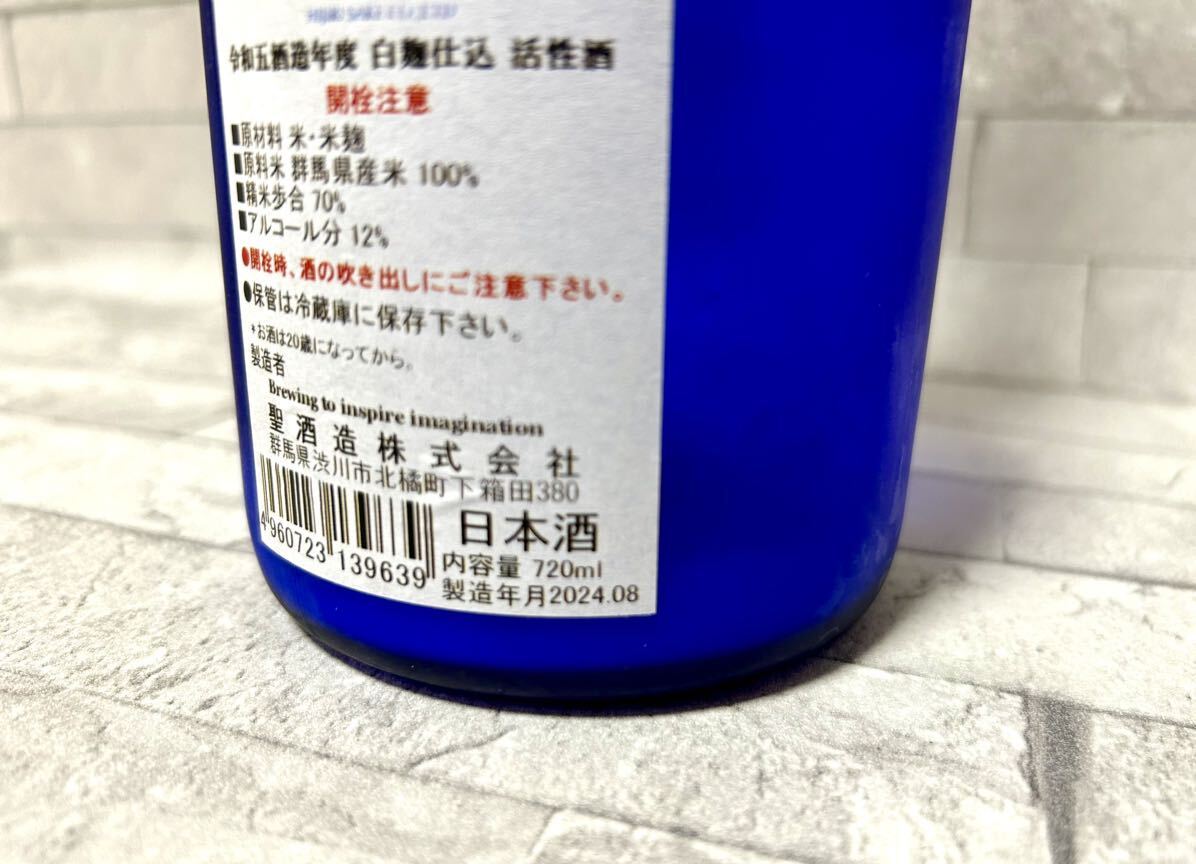 令和五酒造年度 白麹仕込 活性酒
開栓注意
■原材料 米・米麹
■原料米 群馬県産米 100%
■精米歩合 70%
■アルコール分 12%
●開栓時、酒の吹き出しにご注意下さい。
●保管は冷蔵庫に保存下さい。
*お酒は20歳になってから。
製造者
Brewing to inspire imagination
聖酒造株式会社
群馬県渋川市北橘町下箱田380
日本酒
4 960723 139639
内容量 720ml
製造年月2024.08